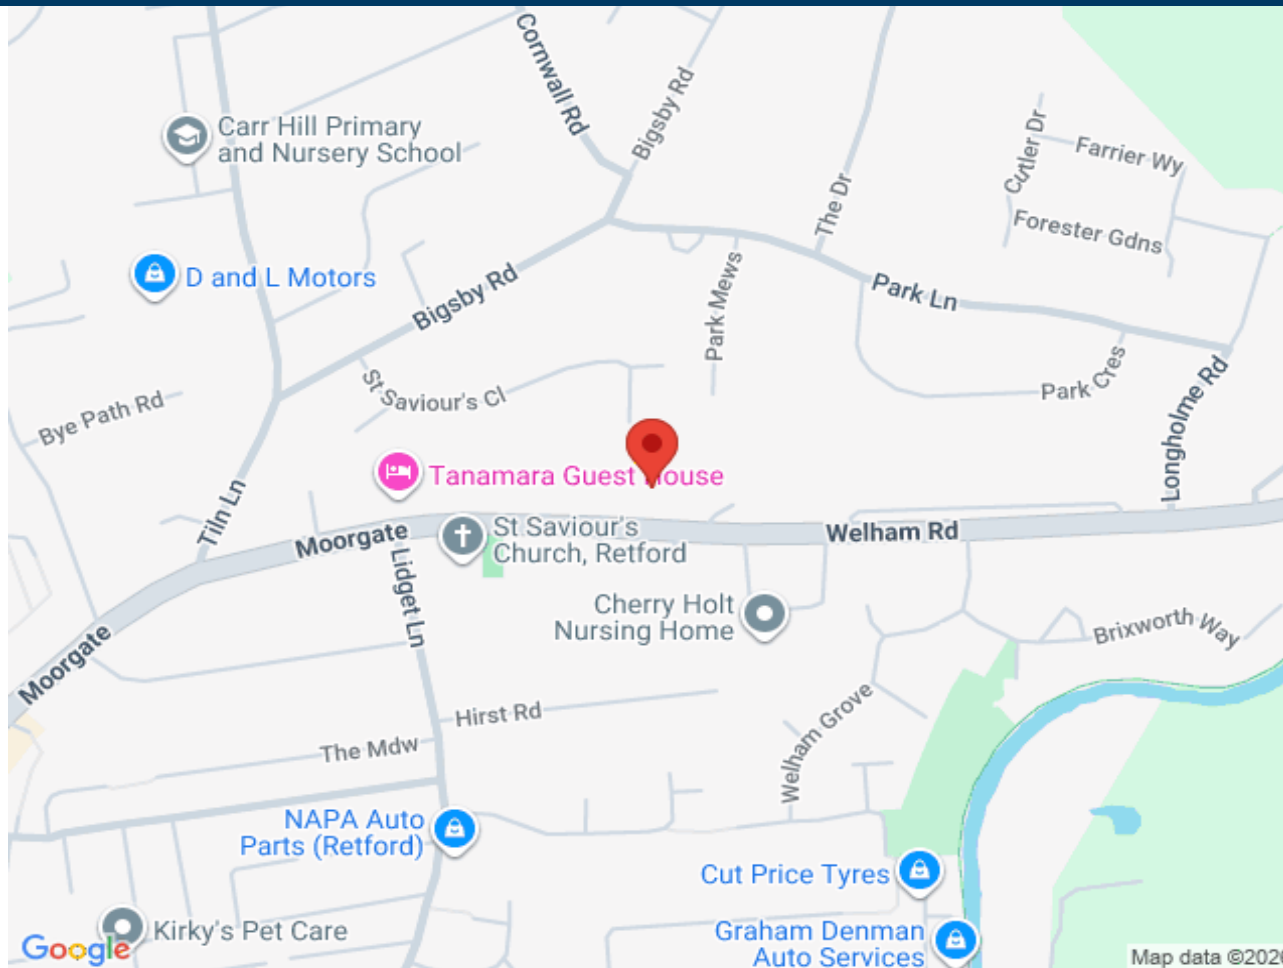 Cornwall Rd
Bigsby Rd
Carr Hill Primary
and Nursery School
Cutler Dr
Farrier Wy
The Dr
Forester Gdns
D and L Motors
Bigsby Rd
Park Mews
Park Ln
St Saviour's Cl
Park Cres
Longholme Rd
Bye Path Rd
Tanamara Guest House
Tiln Ln
Moorgate
St Saviour's
Church, Retford
Welham Rd
Lidget Ln
Cherry Holt
Nursing Home
Brixworth Way
Moorgate
Hirst Rd
The Mdw
Welham Grove
NAPA Auto
Parts (Retford)
Cut Price Tyres
Kirky's Pet Care
Graham Denman
Auto Services
Google
Map data ©2026